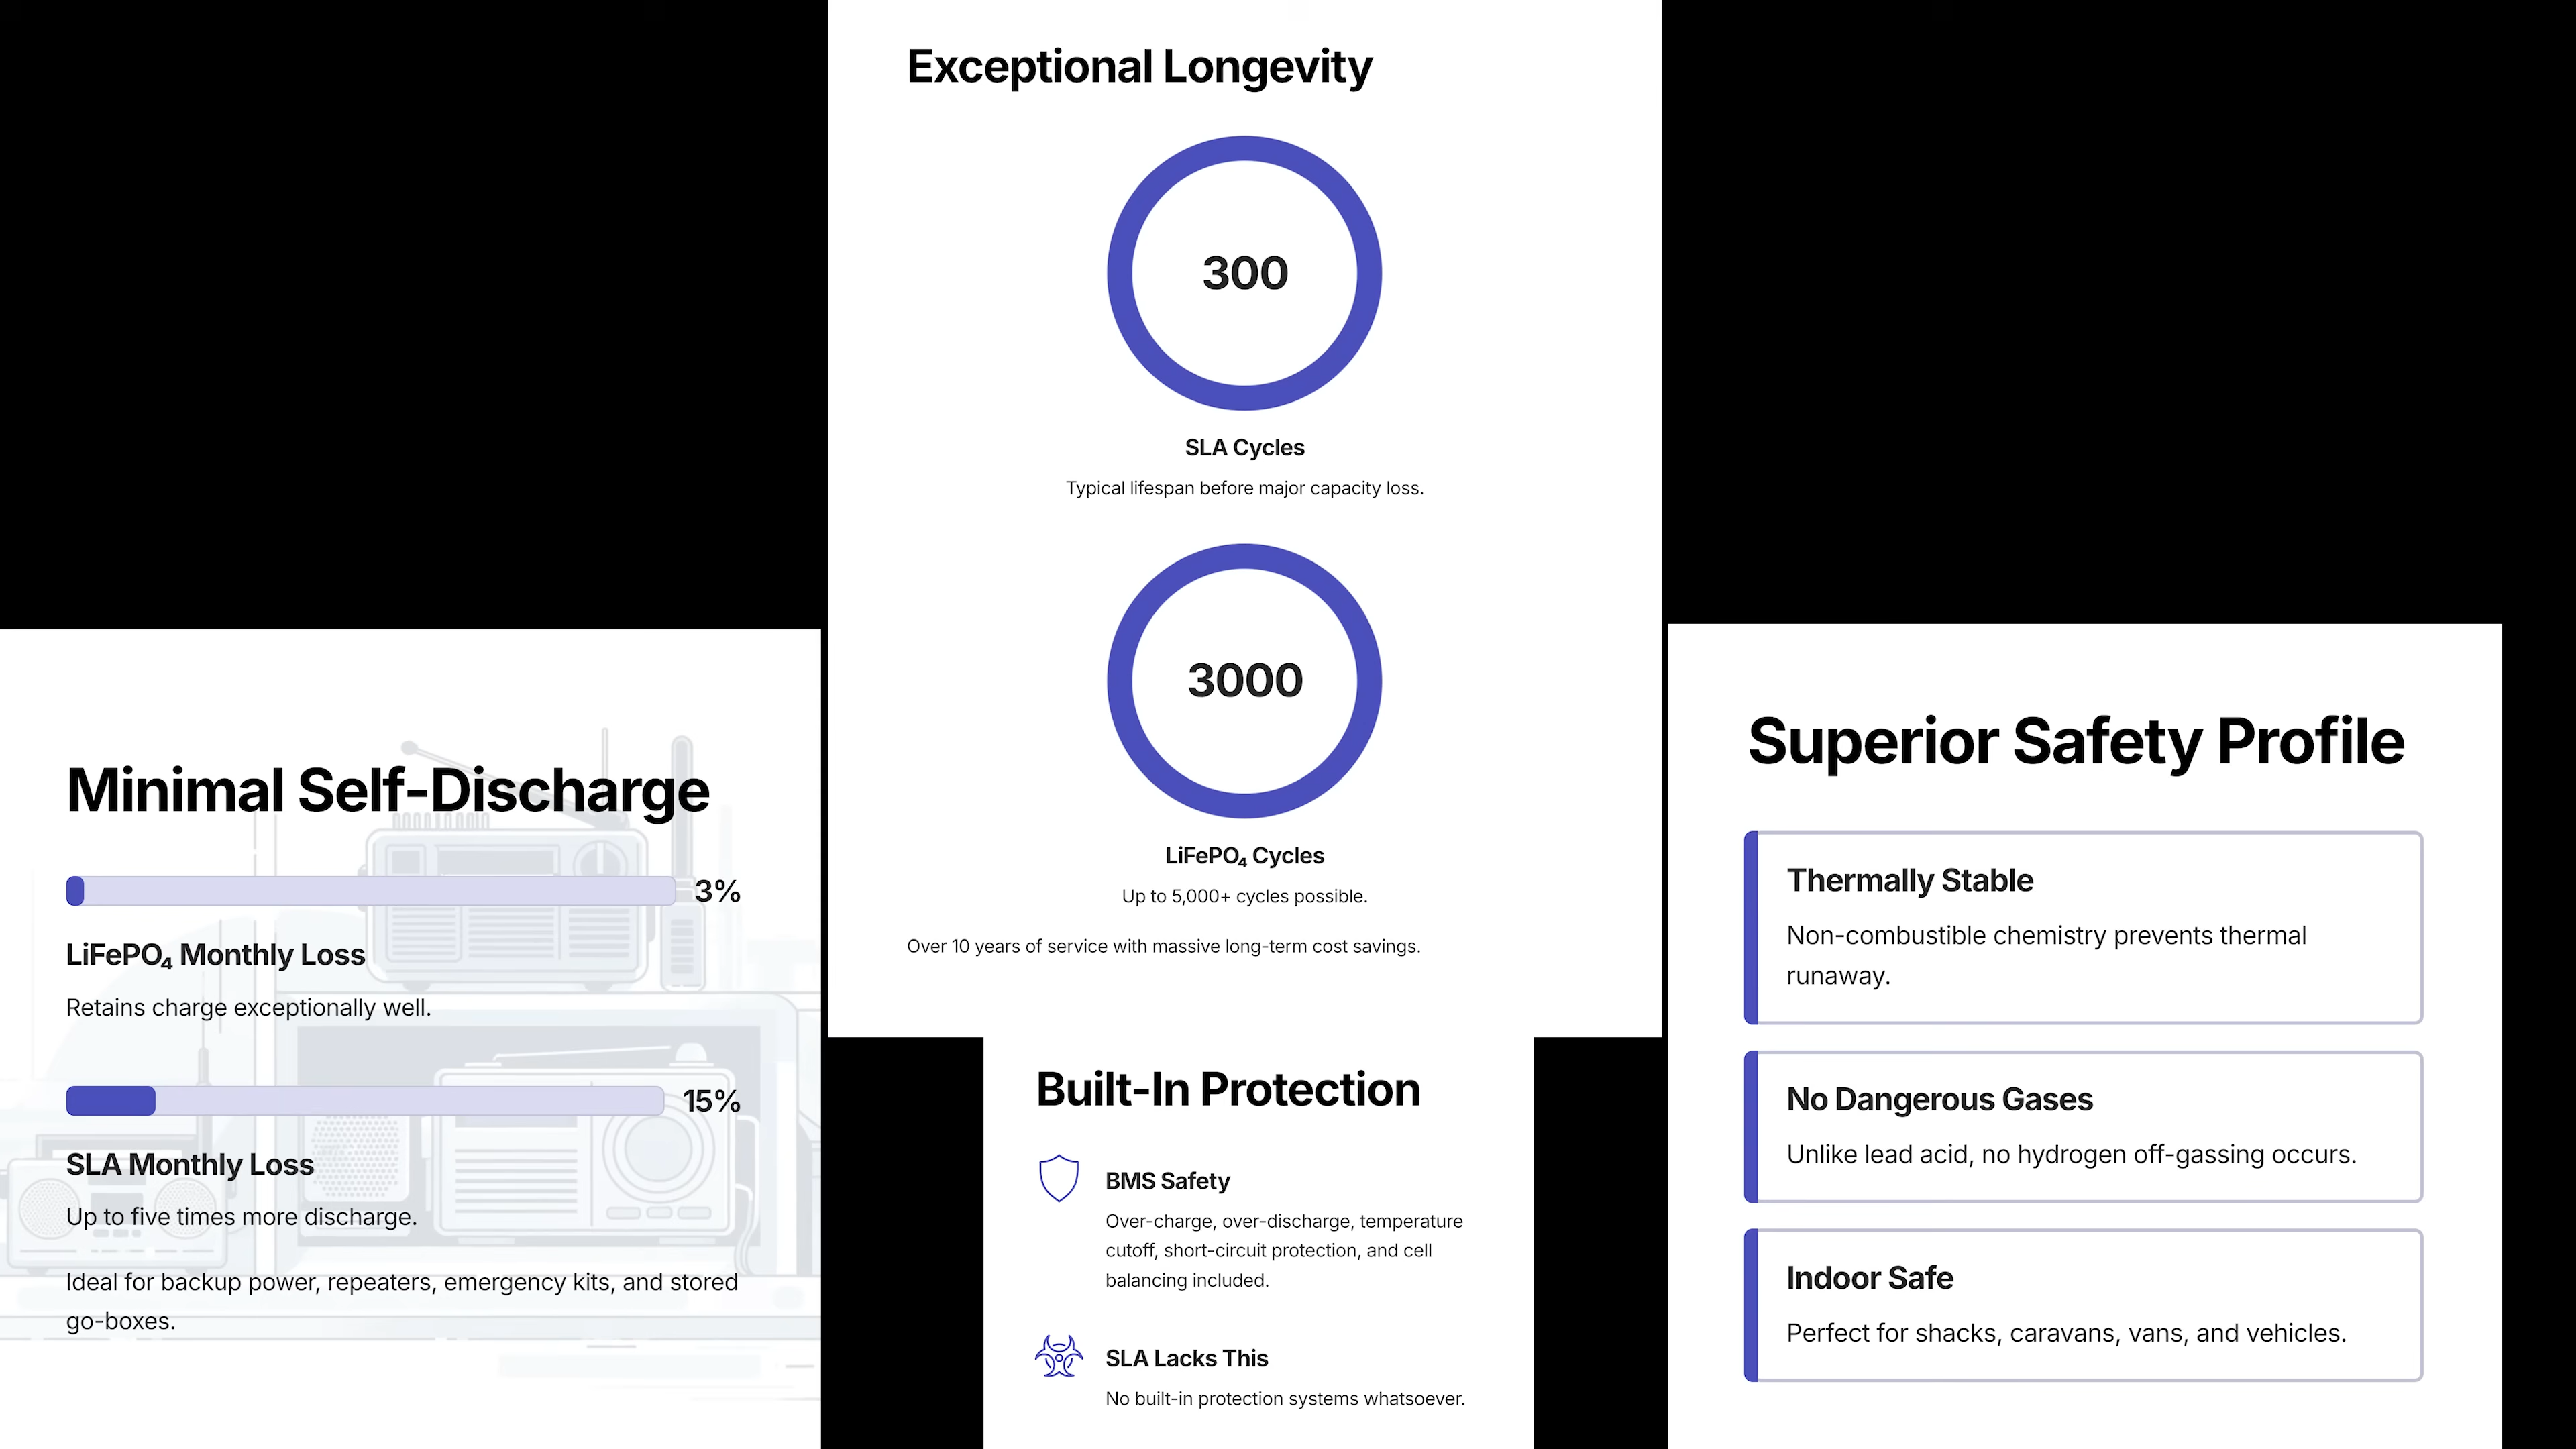 Minimal Self-Discharge
3%
LiFePO₄ Monthly Loss
Retains charge exceptionally well.
15%
SLA Monthly Loss
Up to five times more discharge.
Ideal for backup power, repeaters, emergency kits, and stored
go-boxes.
Exceptional Longevity
300
SLA Cycles
Typical lifespan before major capacity loss.
3000
LiFePO₄ Cycles
Up to 5,000+ cycles possible.
Over 10 years of service with massive long-term cost savings.
Built-In Protection
BMS Safety
Over-charge, over-discharge, temperature
cutoff, short-circuit protection, and cell
balancing included.
SLA Lacks This
No built-in protection systems whatsoever.
Superior Safety Profile
Thermally Stable
Non-combustible chemistry prevents thermal
runaway.
No Dangerous Gases
Unlike lead acid, no hydrogen off-gassing occurs.
Indoor Safe
Perfect for shacks, caravans, vans, and vehicles.